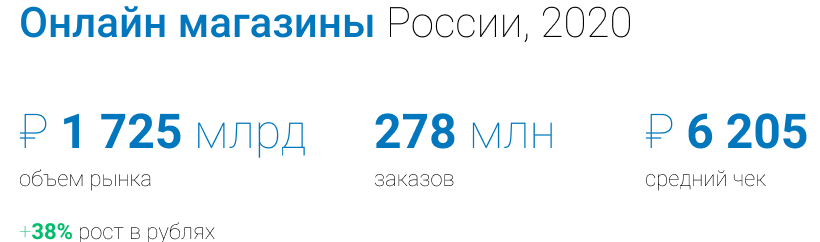 Онлайн магазины России, 2020
₽ 1 725 млрд
278 млн
₽ 6 205
объем рынка
заказов
средний чек
+38% рост в рублях